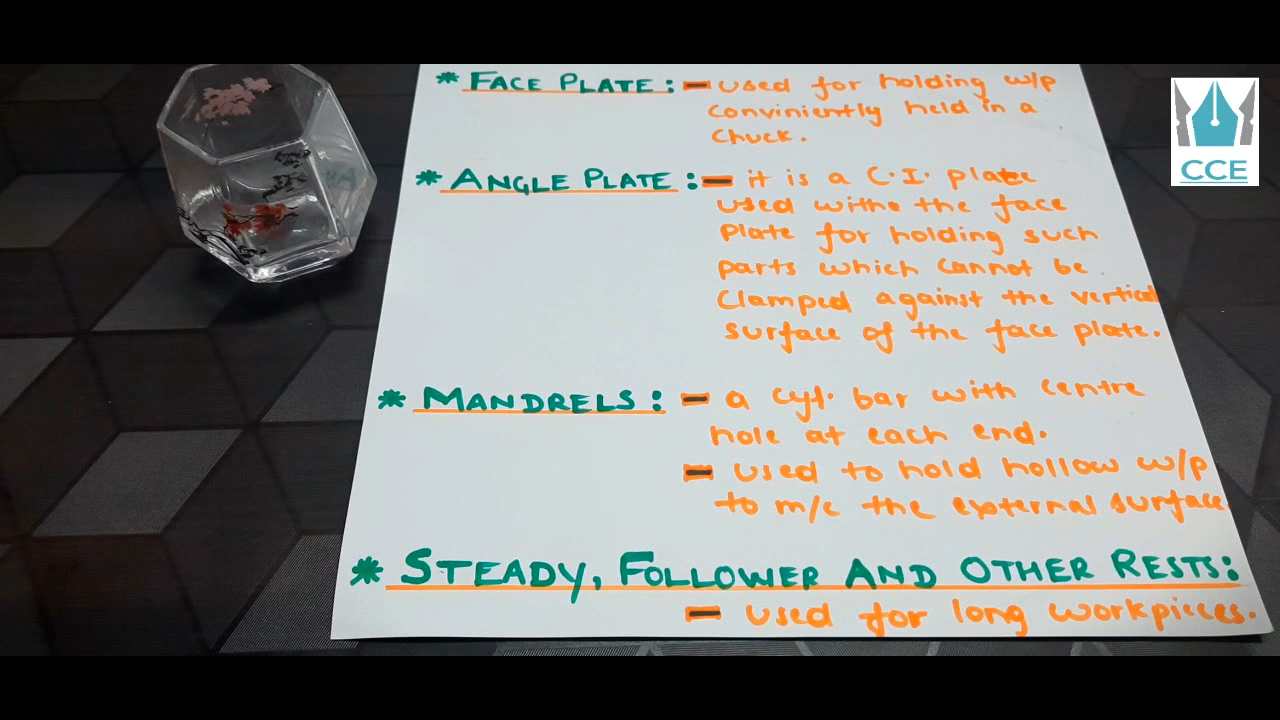 * FACE PLATE: - used for holding w/p
conviniently held in a
chuck.
* ANGLE PLATE: - it is a C.I. plate
used with the face
plate for holding such
parts which cannot be
clamped against the vertical
surface of the face plate.
* MANDRELS: - a cyl. bar with centre
hole at each end.
- used to hold hollow w/p
to m/c the external surface
* STEADY, FOLLOWER AND OTHER RESTS:
- used for long workpieces.
CCE